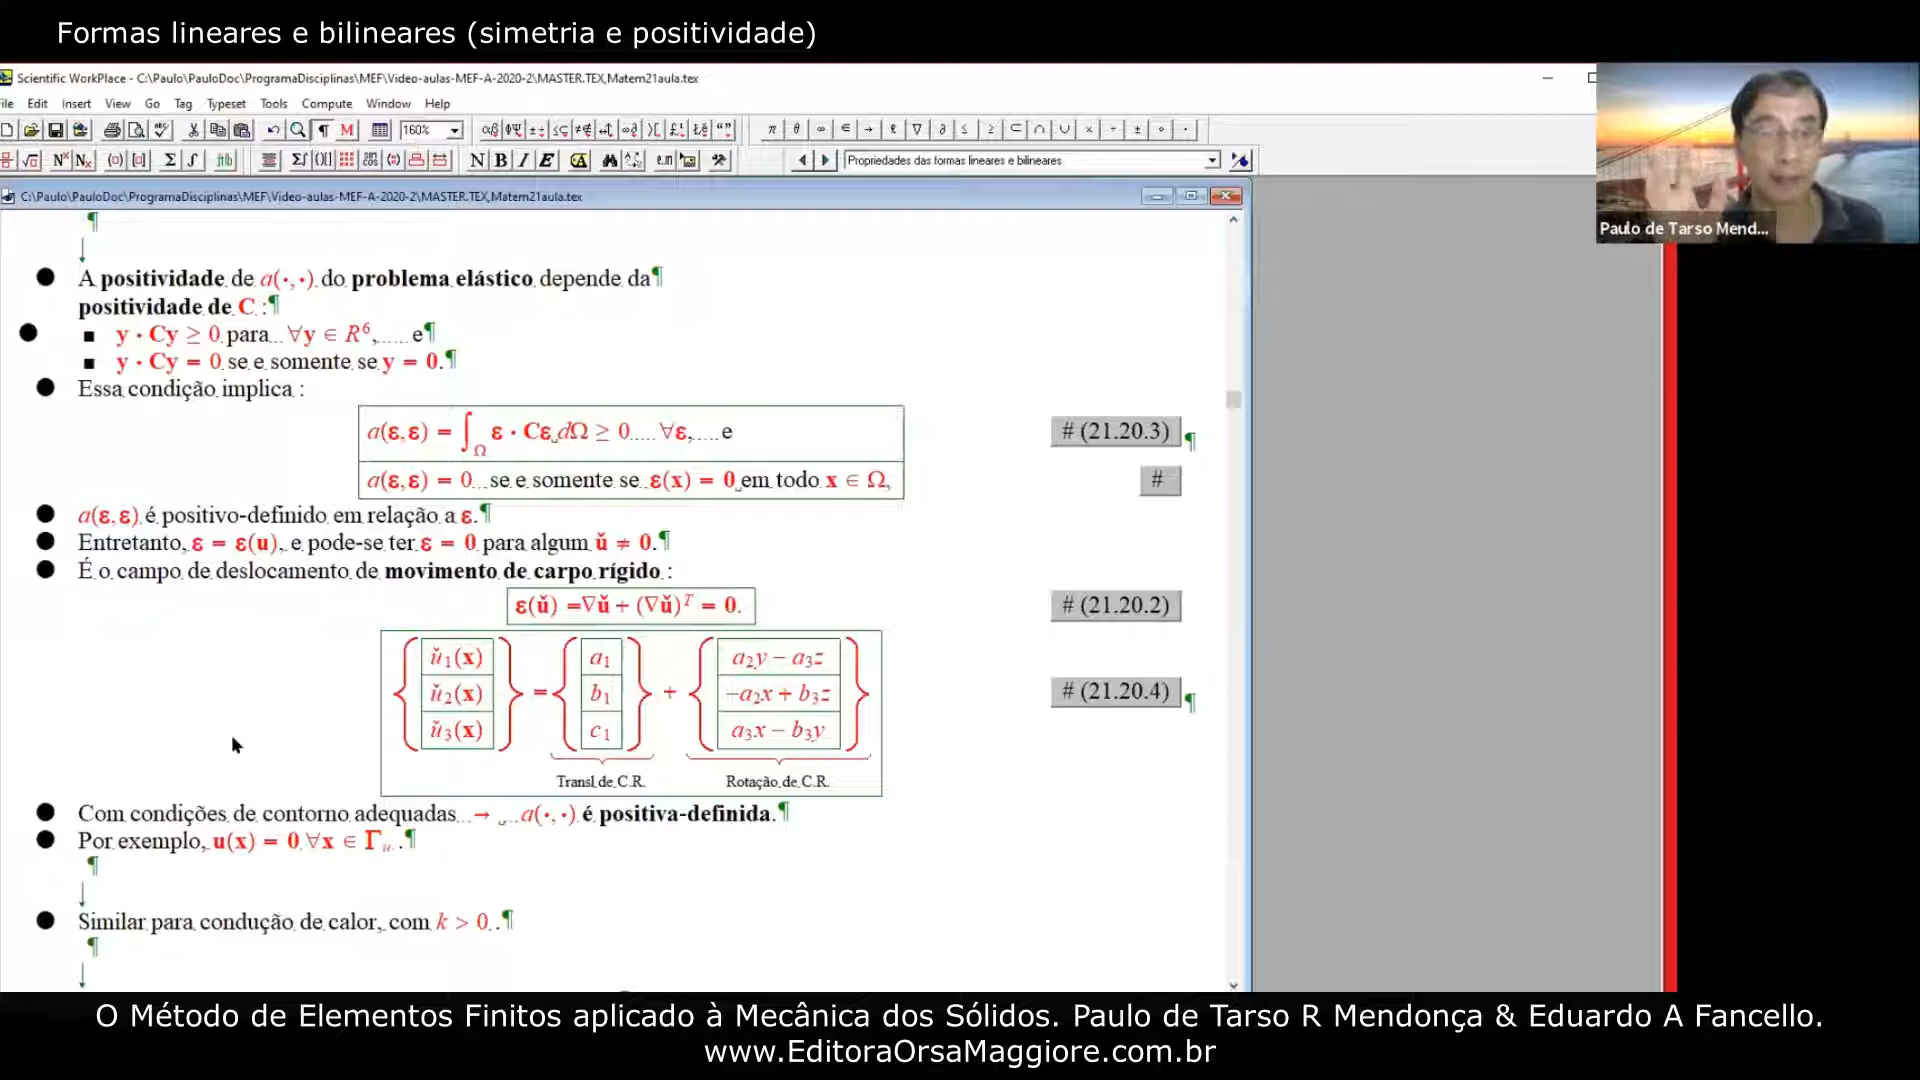 Formas lineares e bilineares (simetria e positividade)
Scientific WorkPlace - C:\Paulo\PauloDoc\ProgramaDisciplinas\MEF\Video-aulas-MEF-A-2020-2\MASTER.TEX,Matem21aula.tex
File Edit Insert View Go Tag Typeset Tools Compute Window Help
160%
Propriedades das formas lineares e bilineares
C:\Paulo\PauloDoc\ProgramaDisciplinas\MEF\Video-aulas-MEF-A-2020-2\MASTER.TEX,Matem21aula.tex
Paulo de Tarso Mend...
● A positividade de a(·,·) do problema elástico depende da¶
positividade de C :¶
■ y · Cy ≥ 0 para ∀y ∈ R⁶, e¶
■ y · Cy = 0 se e somente se y = 0.¶
● Essa condição implica :
a(ε,ε) = ∫_Ω ε · Cε dΩ ≥ 0 ∀ε, e # (21.20.3) ¶
a(ε,ε) = 0 se e somente se ε(x) = 0 em todo x ∈ Ω, #
● a(ε,ε) é positivo-definido em relação a ε.¶
● Entretanto, ε = ε(u), e pode-se ter ε = 0 para algum ǔ ≠ 0.¶
● É o campo de deslocamento de movimento de carpo rígido :
ε(ǔ) =∇ǔ + (∇ǔ)ᵀ = 0. # (21.20.2)
{ǔ₁(x) ǔ₂(x) ǔ₃(x)} = {a₁ b₁ c₁} + {a₂y − a₃z −a₂x + b₃z a₃x − b₃y} # (21.20.4) ¶
Transl de C.R. Rotação de C.R.
● Com condições de contorno adequadas → a(·,·) é positiva-definida.¶
● Por exemplo, u(x) = 0 ∀x ∈ Γᵤ .¶
¶
● Similar para condução de calor, com k > 0 .¶
¶
O Método de Elementos Finitos aplicado à Mecânica dos Sólidos. Paulo de Tarso R Mendonça & Eduardo A Fancello.
www.EditoraOrsaMaggiore.com.br